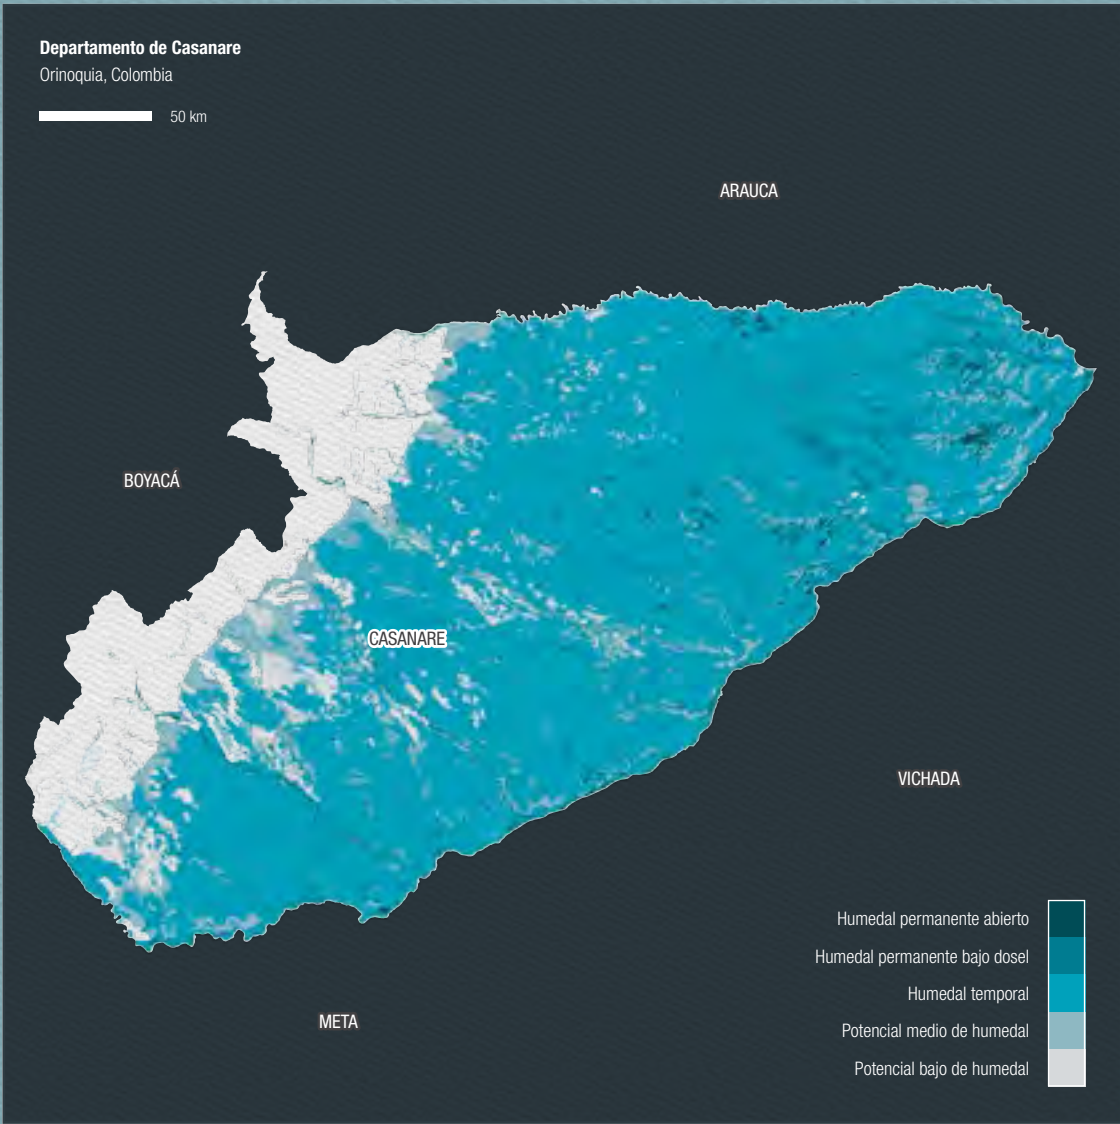 Departamento de Casanare
Orinoquia, Colombia
50 km
ARAUCA
BOYACÁ
CASANARE
VICHADA
META
Humedal permanente abierto
Humedal permanente bajo dosel
Humedal temporal
Potencial medio de humedal
Potencial bajo de humedal